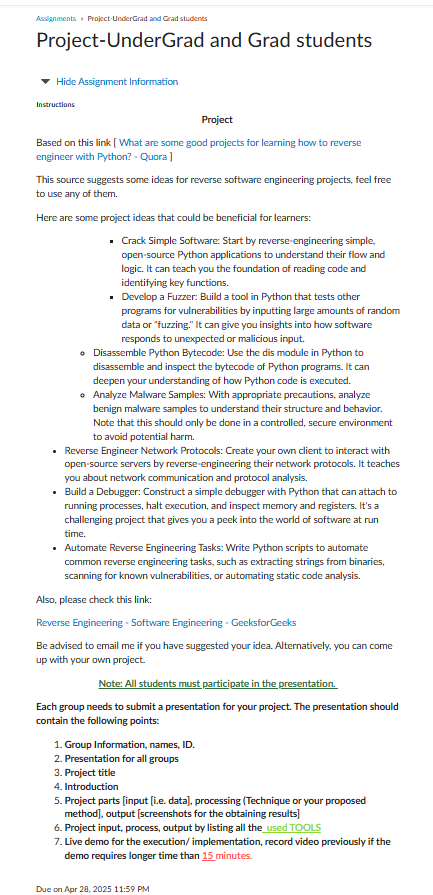 Assignments › Project-UnderGrad and Grad students
Project-UnderGrad and Grad students
Hide Assignment Information
Instructions
Project
Based on this link [ What are some good projects for learning how to reverse
engineer with Python? - Quora ]
This source suggests some ideas for reverse software engineering projects, feel free
to use any of them.
Here are some project ideas that could be beneficial for learners:
▪ Crack Simple Software: Start by reverse-engineering simple,
open-source Python applications to understand their flow and
logic. It can teach you the foundation of reading code and
identifying key functions.
▪ Develop a Fuzzer: Build a tool in Python that tests other
programs for vulnerabilities by inputting large amounts of random
data or "fuzzing." It can give you insights into how software
responds to unexpected or malicious input.
◦ Disassemble Python Bytecode: Use the dis module in Python to
disassemble and inspect the bytecode of Python programs. It can
deepen your understanding of how Python code is executed.
◦ Analyze Malware Samples: With appropriate precautions, analyze
benign malware samples to understand their structure and behavior.
Note that this should only be done in a controlled, secure environment
to avoid potential harm.
• Reverse Engineer Network Protocols: Create your own client to interact with
open-source servers by reverse-engineering their network protocols. It teaches
you about network communication and protocol analysis.
• Build a Debugger: Construct a simple debugger with Python that can attach to
running processes, halt execution, and inspect memory and registers. It's a
challenging project that gives you a peek into the world of software at run
time.
• Automate Reverse Engineering Tasks: Write Python scripts to automate
common reverse engineering tasks, such as extracting strings from binaries,
scanning for known vulnerabilities, or automating static code analysis.
Also, please check this link:
Reverse Engineering - Software Engineering - GeeksforGeeks
Be advised to email me if you have suggested your idea. Alternatively, you can come
up with your own project.
Note: All students must participate in the presentation.
Each group needs to submit a presentation for your project. The presentation should
contain the following points:
1. Group Information, names, ID.
2. Presentation for all groups
3. Project title
4. Introduction
5. Project parts [input [i.e. data], processing (Technique or your proposed
method], output [screenshots for the obtaining results]
6. Project input, process, output by listing all the used TOOLS
7. Live demo for the execution/ implementation, record video previously if the
demo requires longer time than 15 minutes.
Due on Apr 28, 2025 11:59 PM